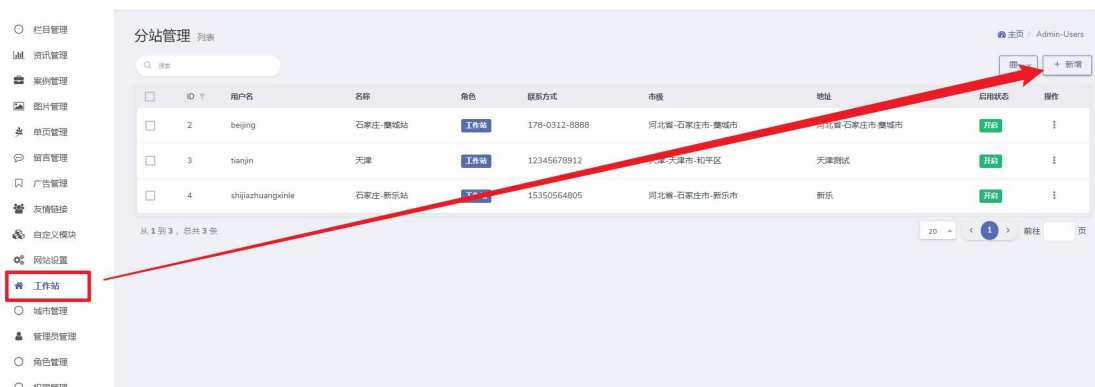 栏目管理
资讯管理
案例管理
图片管理
单页管理
留言管理
广告管理
友情链接
自定义模块
网站设置
工作站
城市管理
管理员管理
角色管理
分站管理 列表
主页 / Admin-Users
搜索
+ 新增
ID ↑ 用户名 名称 角色 联系方式 市级 地址 启用状态 操作
2 beijing 石家庄-藁城站 工作站 178-0312-8888 河北省-石家庄市-藁城市 河北省-石家庄市-藁城市 开启
3 tianjin 天津 工作站 12345678912 天津-天津市-和平区 天津测试 开启
4 shijiazhuangxinle 石家庄-新乐站 工作站 15350564805 河北省-石家庄市-新乐市 新乐 开启
从 1 到 3 ，总共 3 条
20 1 前往 页